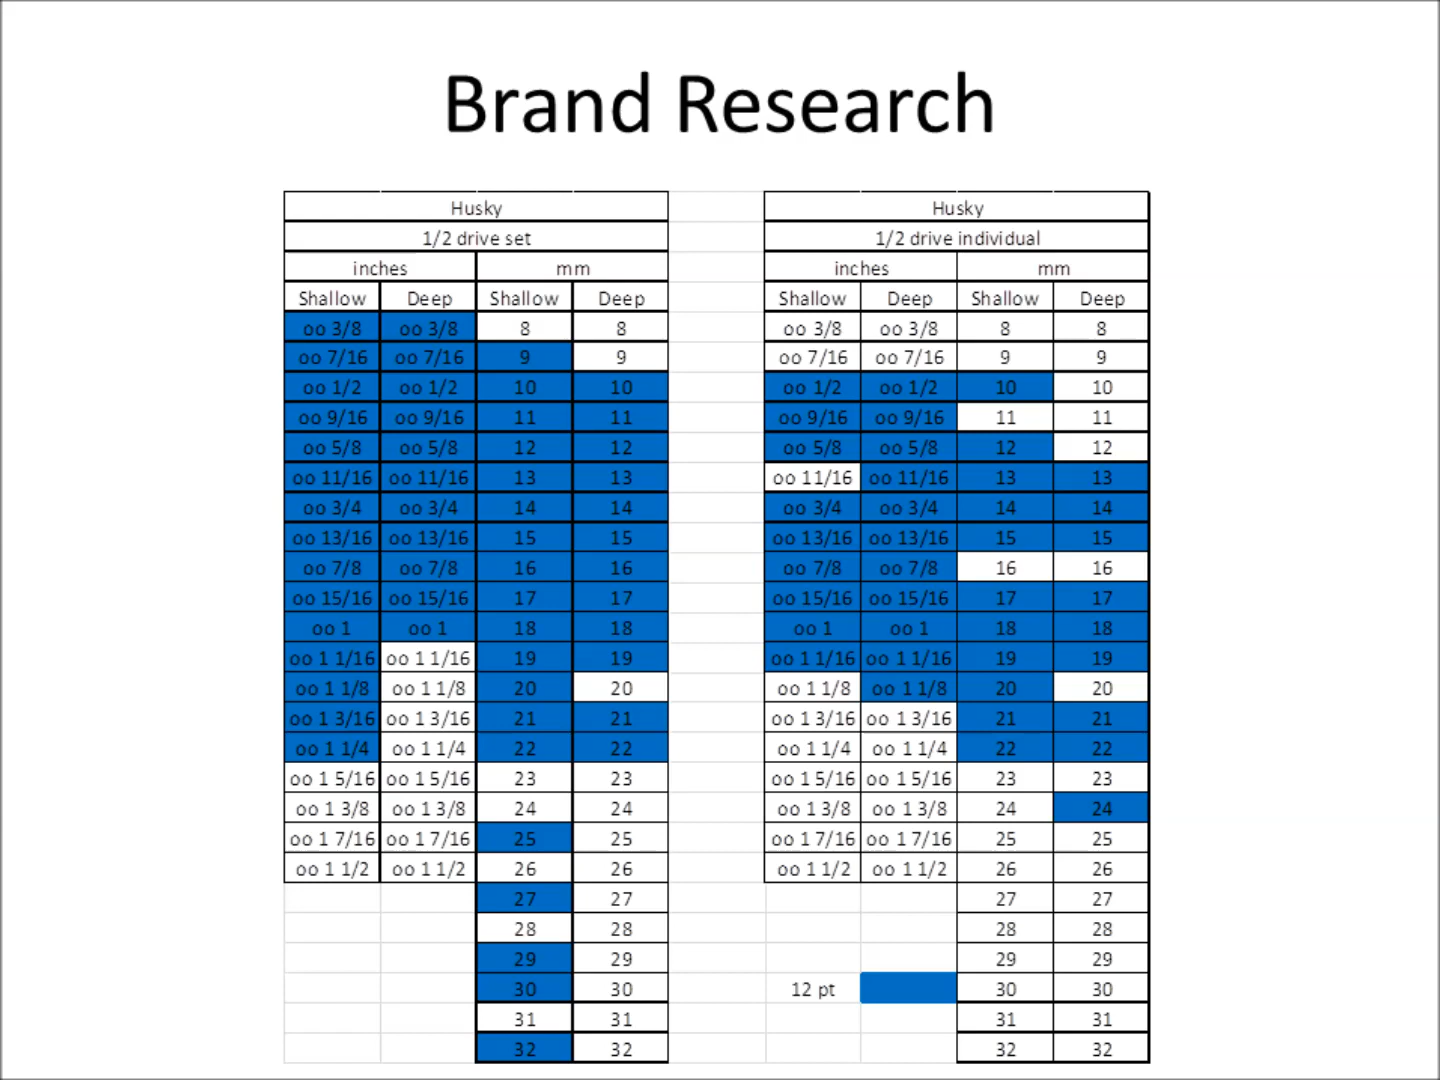 Brand Research
Husky Husky
1/2 drive set 1/2 drive individual
inches mm inches mm
Shallow Deep Shallow Deep Shallow Deep Shallow Deep
oo 3/8 oo 3/8 8 8 oo 3/8 oo 3/8 8 8
oo 7/16 oo 7/16 9 9 oo 7/16 oo 7/16 9 9
oo 1/2 oo 1/2 10 10 oo 1/2 oo 1/2 10 10
oo 9/16 oo 9/16 11 11 oo 9/16 oo 9/16 11 11
oo 5/8 oo 5/8 12 12 oo 5/8 oo 5/8 12 12
oo 11/16 oo 11/16 13 13 oo 11/16 oo 11/16 13 13
oo 3/4 oo 3/4 14 14 oo 3/4 oo 3/4 14 14
oo 13/16 oo 13/16 15 15 oo 13/16 oo 13/16 15 15
oo 7/8 oo 7/8 16 16 oo 7/8 oo 7/8 16 16
oo 15/16 oo 15/16 17 17 oo 15/16 oo 15/16 17 17
oo 1 oo 1 18 18 oo 1 oo 1 18 18
oo 1 1/16 oo 1 1/16 19 19 oo 1 1/16 oo 1 1/16 19 19
oo 1 1/8 oo 1 1/8 20 20 oo 1 1/8 oo 1 1/8 20 20
oo 1 3/16 oo 1 3/16 21 21 oo 1 3/16 oo 1 3/16 21 21
oo 1 1/4 oo 1 1/4 22 22 oo 1 1/4 oo 1 1/4 22 22
oo 1 5/16 oo 1 5/16 23 23 oo 1 5/16 oo 1 5/16 23 23
oo 1 3/8 oo 1 3/8 24 24 oo 1 3/8 oo 1 3/8 24 24
oo 1 7/16 oo 1 7/16 25 25 oo 1 7/16 oo 1 7/16 25 25
oo 1 1/2 oo 1 1/2 26 26 oo 1 1/2 oo 1 1/2 26 26
27 27 27 27
28 28 28 28
29 29 29 29
30 30 12 pt 30 30
31 31 31 31
32 32 32 32